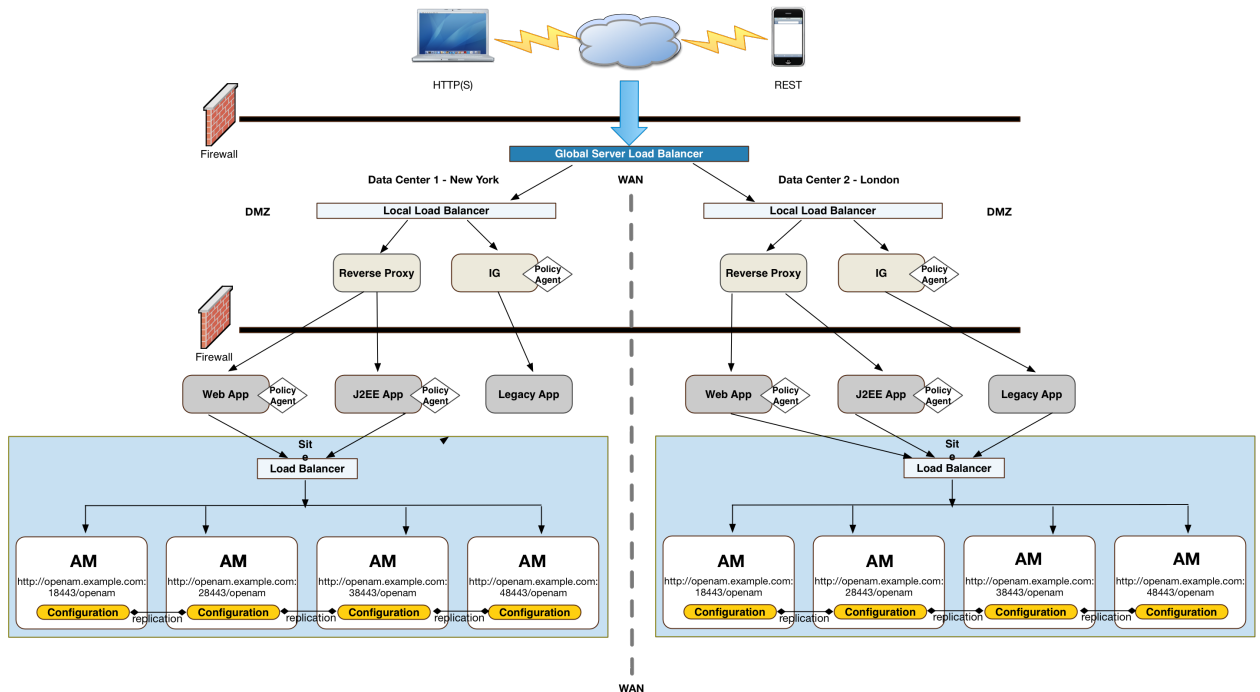 HTTP(S)
REST
Firewall
Global Server Load Balancer
Data Center 1 - New York
WAN
Data Center 2 - London
DMZ
Local Load Balancer
Local Load Balancer
DMZ
Reverse Proxy
IG
Policy
Agent
Reverse Proxy
IG
Policy
Agent
Firewall
Web App
Policy
Agent
J2EE App
Policy
Agent
Legacy App
Web App
Policy
Agent
J2EE App
Policy
Agent
Legacy App
Sit
e
Load Balancer
Sit
e
Load Balancer
AM
http://openam.example.com:
18443/openam
Configuration
replication
AM
http://openam.example.com:
28443/openam
Configuration
replication
AM
http://openam.example.com:
38443/openam
Configuration
replication
AM
http://openam.example.com:
48443/openam
Configuration
AM
http://openam.example.com:
18443/openam
Configuration
replication
AM
http://openam.example.com:
28443/openam
Configuration
replication
AM
http://openam.example.com:
38443/openam
Configuration
replication
AM
http://openam.example.com:
48443/openam
Configuration
WAN